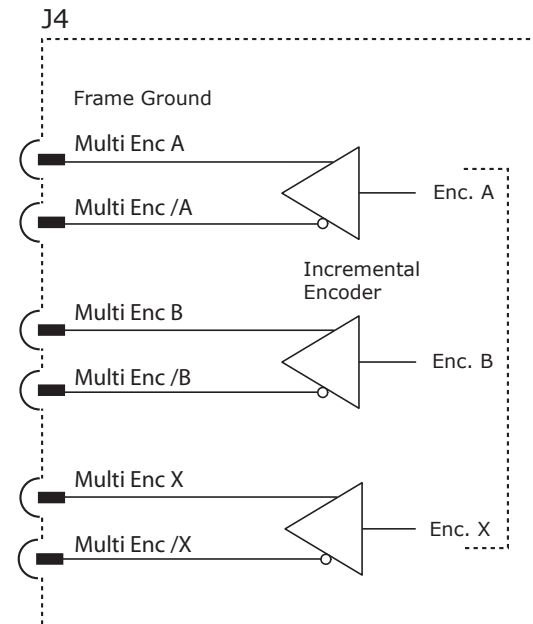 J4
Frame Ground
Multi Enc A
Multi Enc /A
Enc. A
Incremental
Encoder
Multi Enc B
Multi Enc /B
Enc. B
Multi Enc X
Multi Enc /X
Enc. X